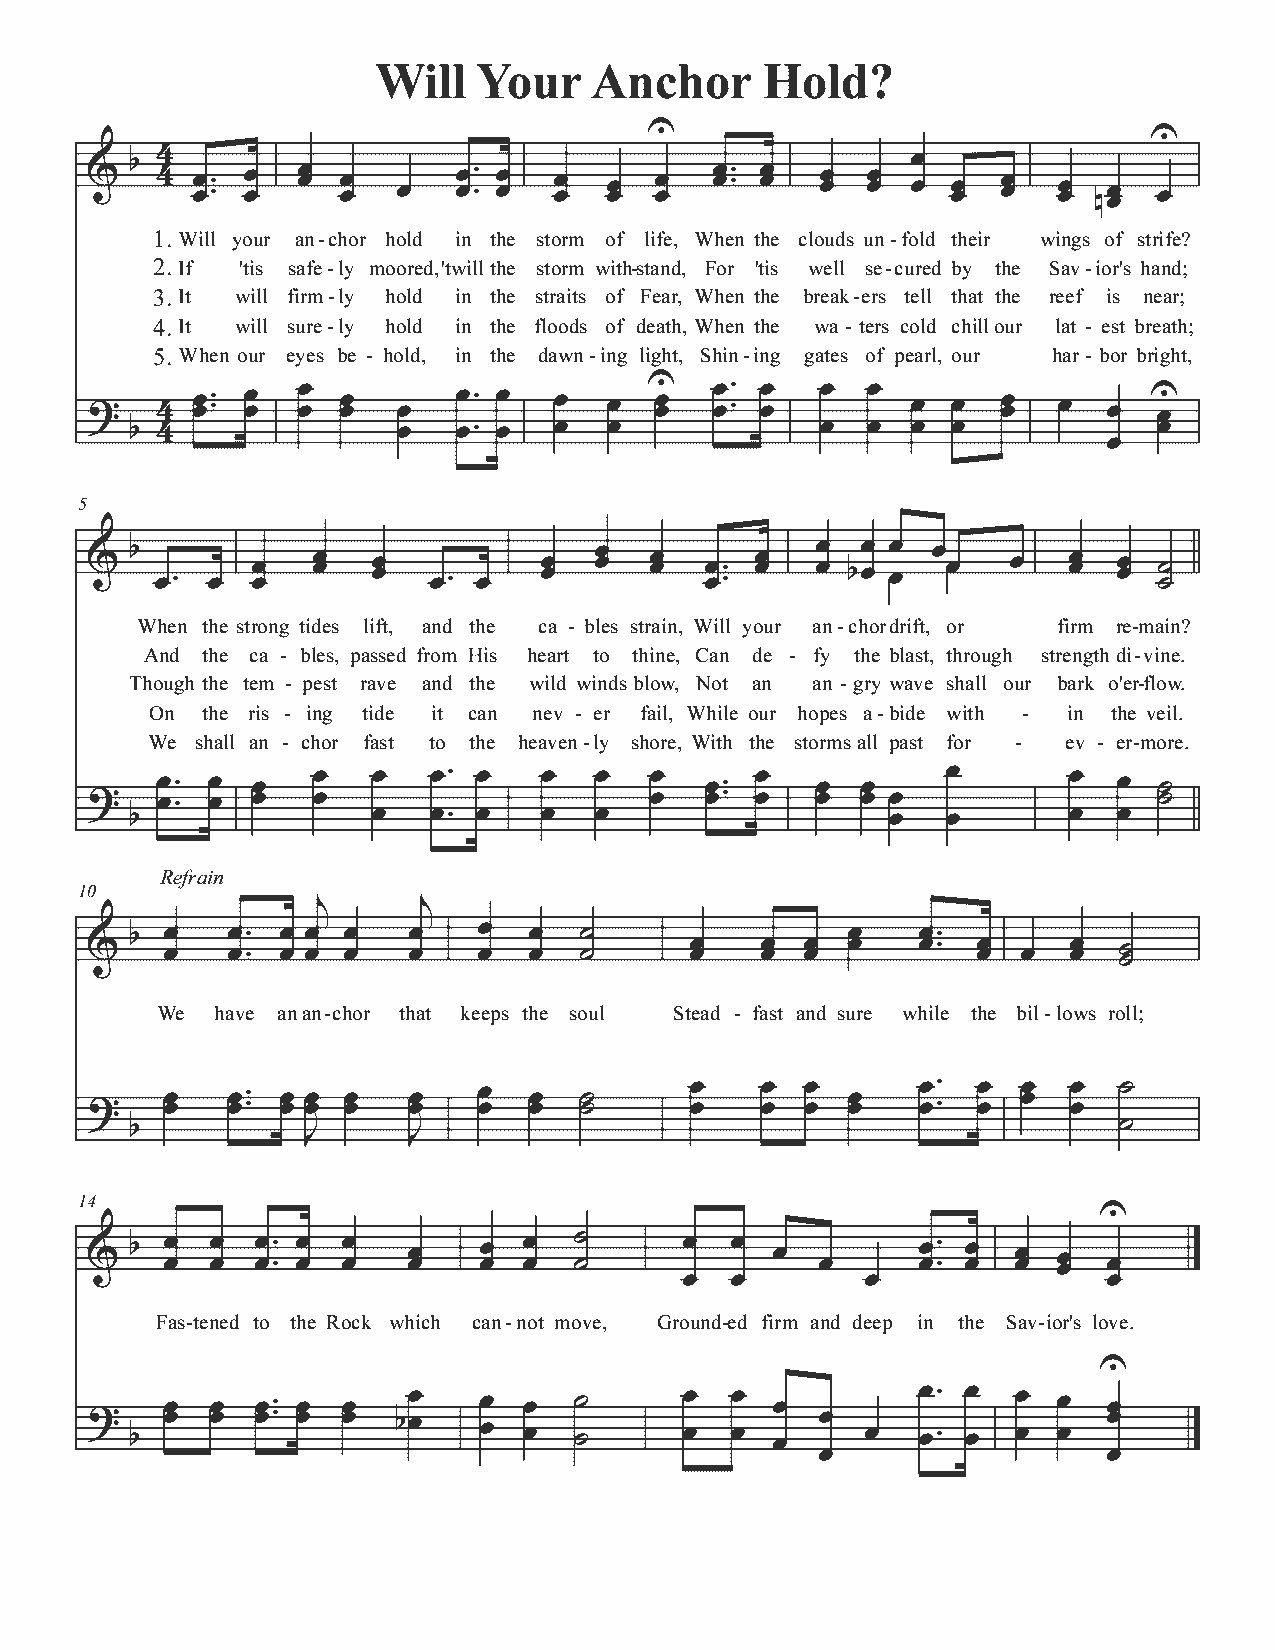 Will Your Anchor Hold?
4
4
1. Will your an - chor hold in the storm of life, When the clouds un - fold their wings of strife?
2. If 'tis safe - ly moored, 'twill the storm with-stand, For 'tis well se - cured by the Sav - ior's hand;
3. It will firm - ly hold in the straits of Fear, When the break - ers tell that the reef is near;
4. It will sure - ly hold in the floods of death, When the wa - ters cold chill our lat - est breath;
5. When our eyes be - hold, in the dawn - ing light, Shin - ing gates of pearl, our har - bor bright,
4
4
5
When the strong tides lift, and the ca - bles strain, Will you an - chor drift, or firm re-main?
And the ca - bles, passed from His heart to thine, Can de - fy the blast, through strength di-vine.
Though the tem - pest rave and the wild winds blow, Not an an - gry wave shall our bark o'er-flow.
On the ris - ing tide it can nev - er fail, While our hopes a - bide with - in the veil.
We shall an - chor fast to the heaven - ly shore, With the storms all past for - ev - er-more.
Refrain
10
We have an an-chor that keeps the soul Stead - fast and sure while the bil - lows roll;
14
Fas-tened to the Rock which can - not move, Ground-ed firm and deep in the Sav-ior's love.